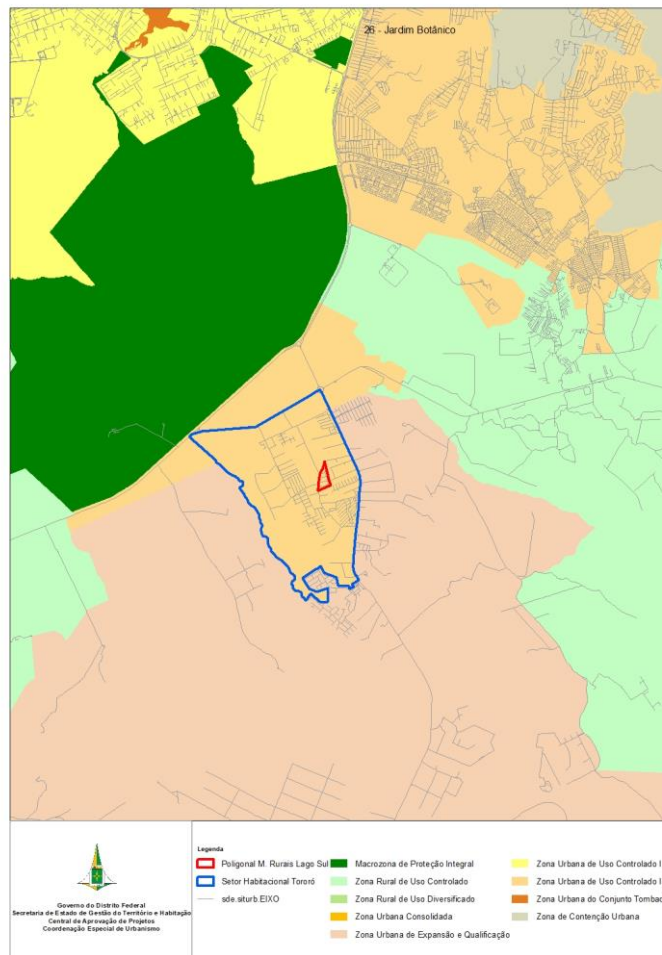 26 - Jardim Botânico
Governo do Distrito Federal
Secretaria de Estado de Gestão do Território e Habitação
Central de Aprovação de Projetos
Coordenação Especial de Urbanismo
Legenda
Poligonal M. Rurais Lago Sul
Setor Habitacional Tororó
sde.siturb.EIXO
Macrozona de Proteção Integral
Zona Rural de Uso Controlado
Zona Rural de Uso Diversificado
Zona Urbana Consolidada
Zona Urbana de Expansão e Qualificação
Zona Urbana de Uso Controlado I
Zona Urbana de Uso Controlado I
Zona Urbana do Conjunto Tombad
Zona de Contenção Urbana